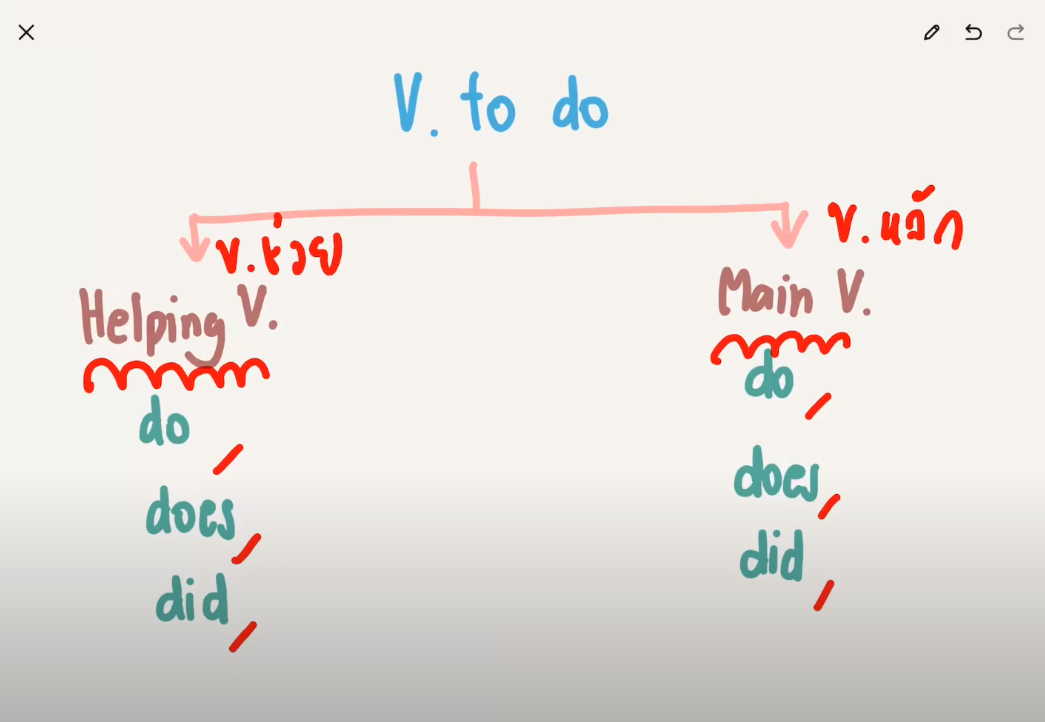 V. to do
v.ช่วย
v.หลัก
Helping V.
Main V.
do
does
did
do
does
did